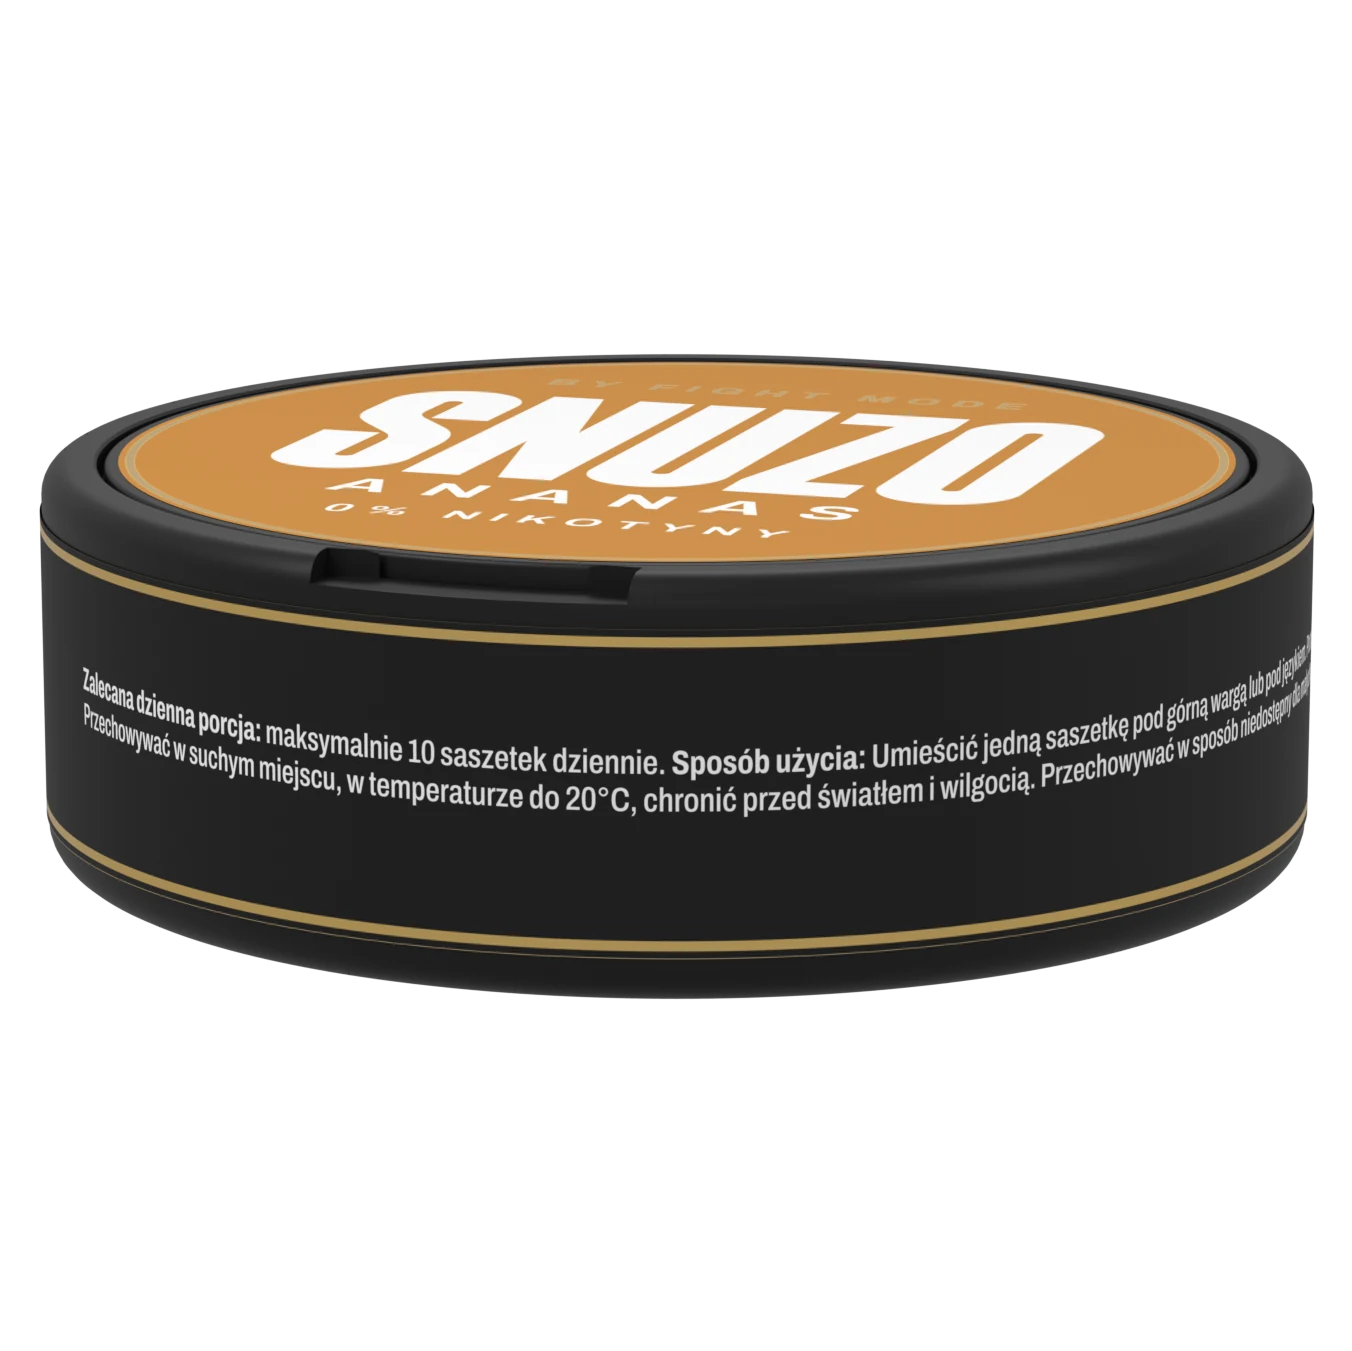 BY FIGHT MODE
SNUZO
ANANAS
0% NIKOTYNY
Zalecana dzienna porcja: maksymalnie 10 saszetek dziennie. Sposób użycia: Umieścić jedną saszetkę pod górną wargą lub pod językiem.
Przechowywać w suchym miejscu, w temperaturze do 20°C, chronić przed światłem i wilgocią. Przechowywać w sposób niedostępny dla